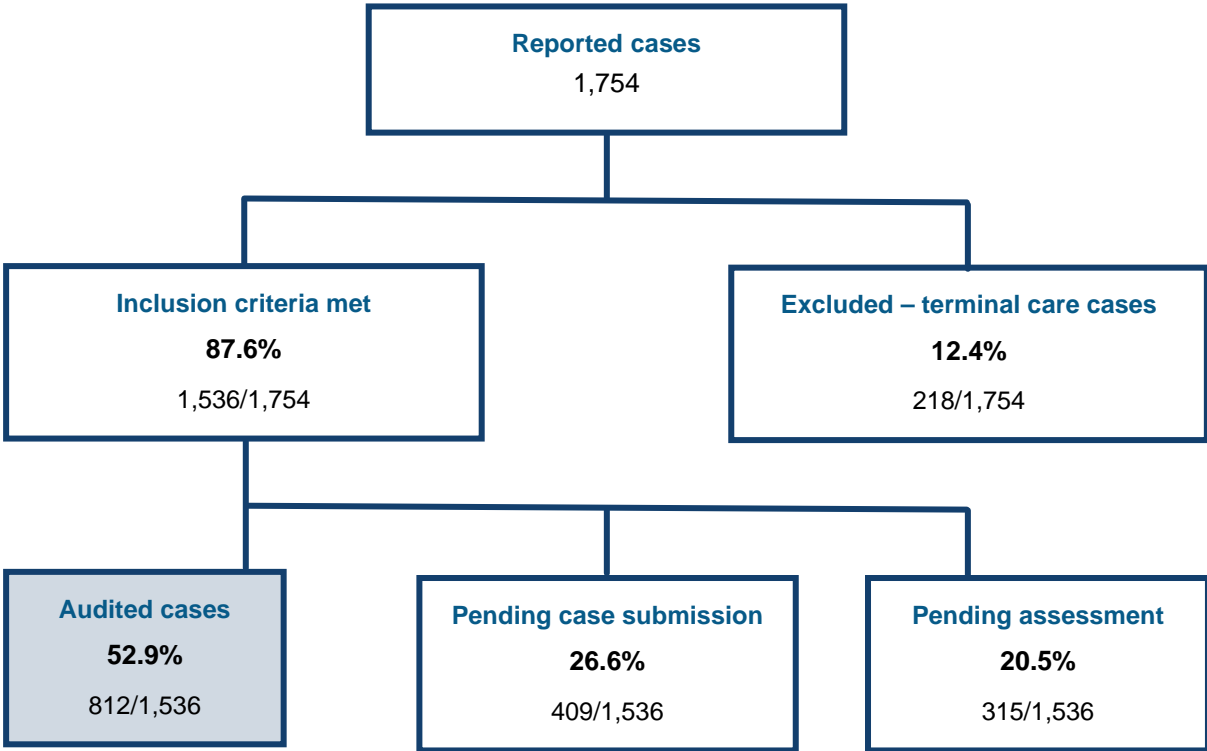 Reported cases
1,754
Inclusion criteria met
87.6%
1,536/1,754
Excluded – terminal care cases
12.4%
218/1,754
Audited cases
52.9%
812/1,536
Pending case submission
26.6%
409/1,536
Pending assessment
20.5%
315/1,536